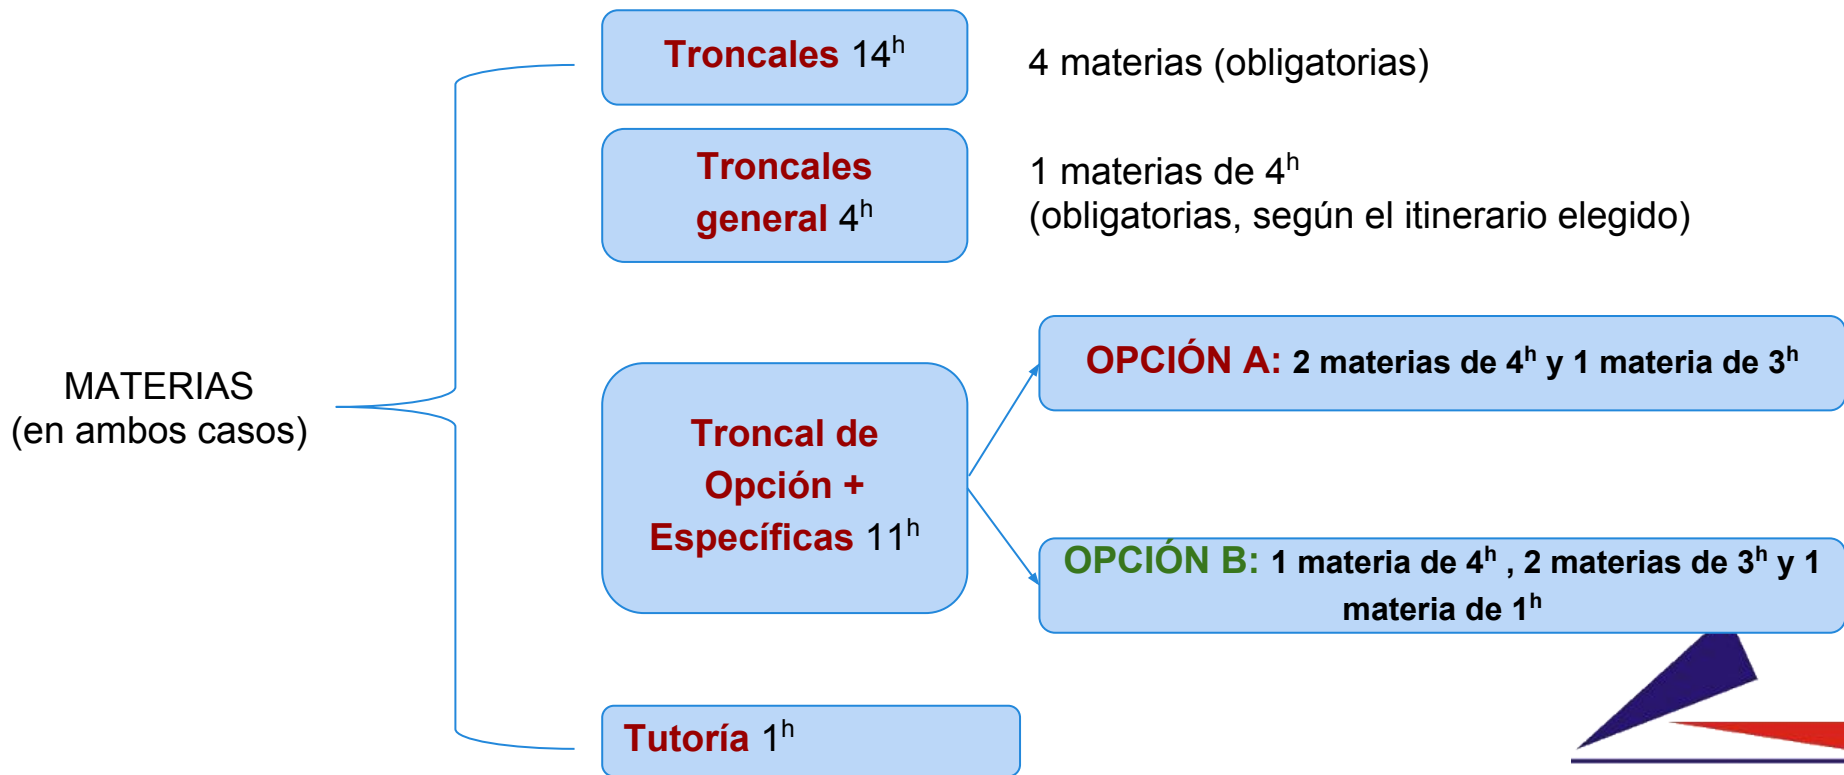 Troncales 14ʰ
4 materias (obligatorias)
Troncales
general 4ʰ
1 materias de 4ʰ
(obligatorias, según el itinerario elegido)
MATERIAS
(en ambos casos)
Troncal de
Opción +
Específicas 11ʰ
OPCIÓN A: 2 materias de 4ʰ y 1 materia de 3ʰ
OPCIÓN B: 1 materia de 4ʰ , 2 materias de 3ʰ y 1
materia de 1ʰ
Tutoría 1ʰ